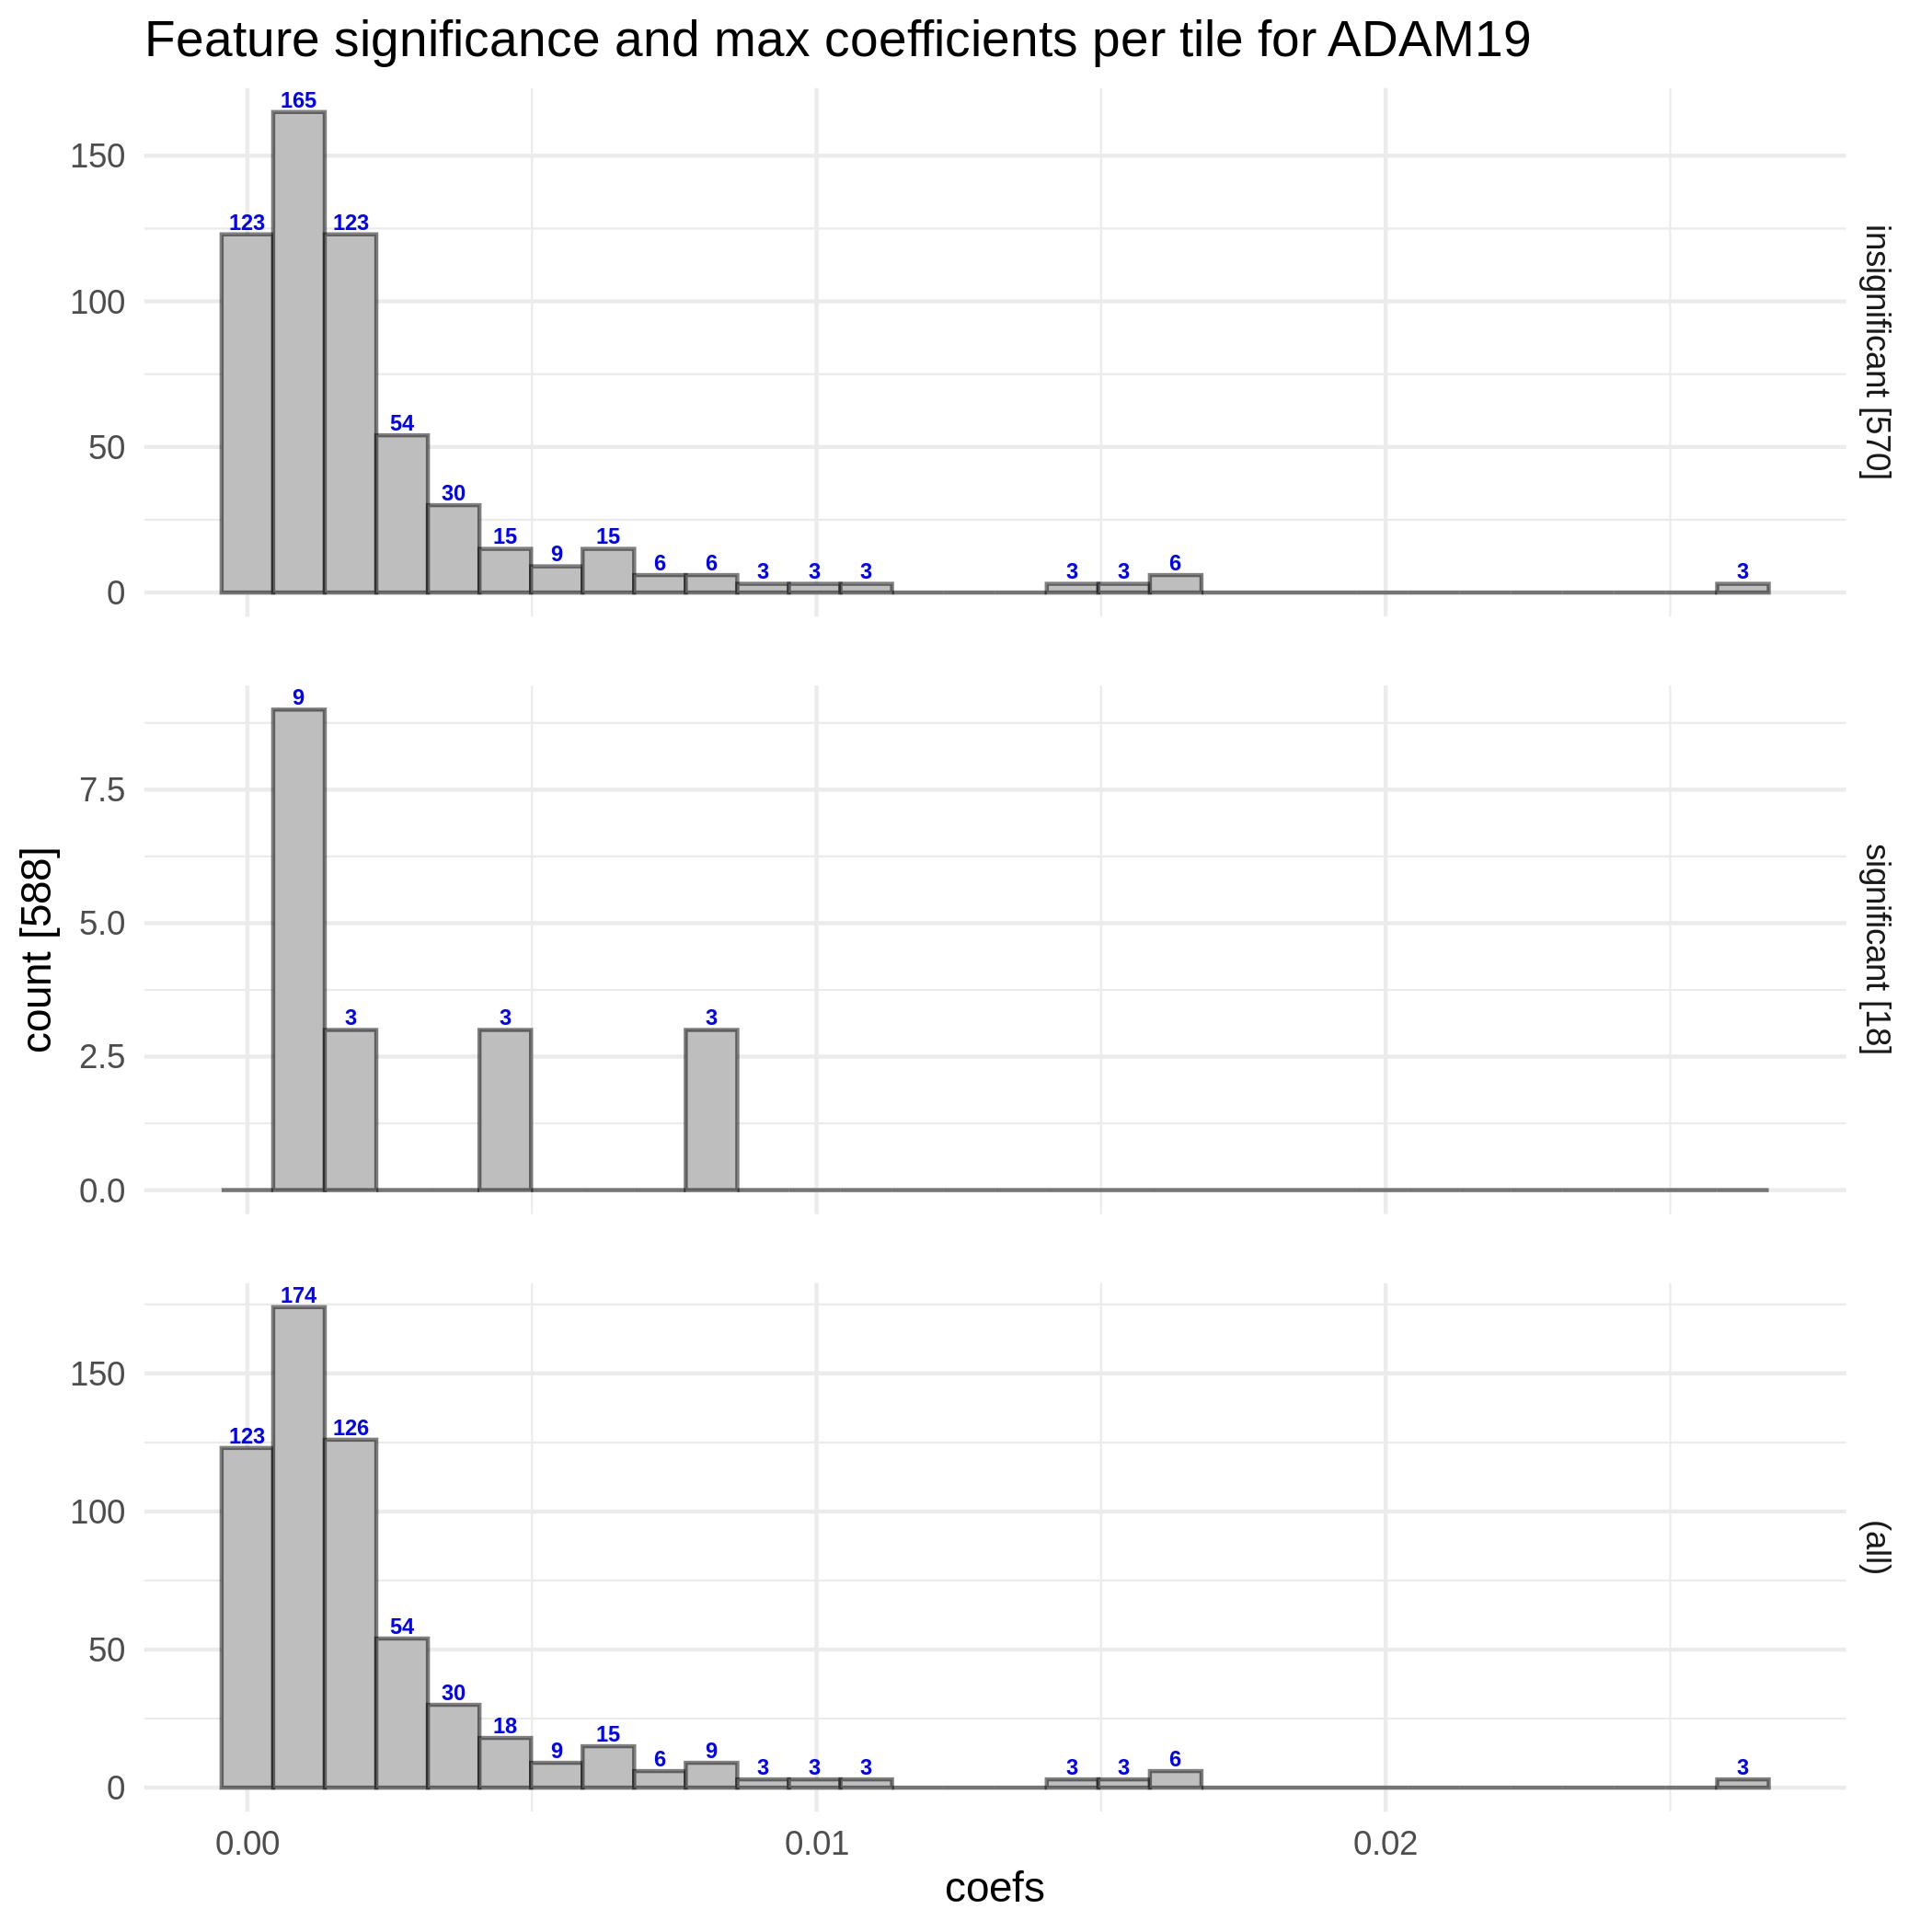 Feature significance and max coefficients per tile for ADAM19
165
150
123 123
100
54
50
30
15 9 15 6 6 3 3 3 3 3 6 3
0
insignificant [570]
9
7.5
5.0
3 3 3
2.5
0.0
significant [18]
count [588]
174
150
126
123
100
54
50
30
18 9 15 6 9 3 3 3 3 3 6 3
0
(all)
0.00 0.01 0.02
coefs